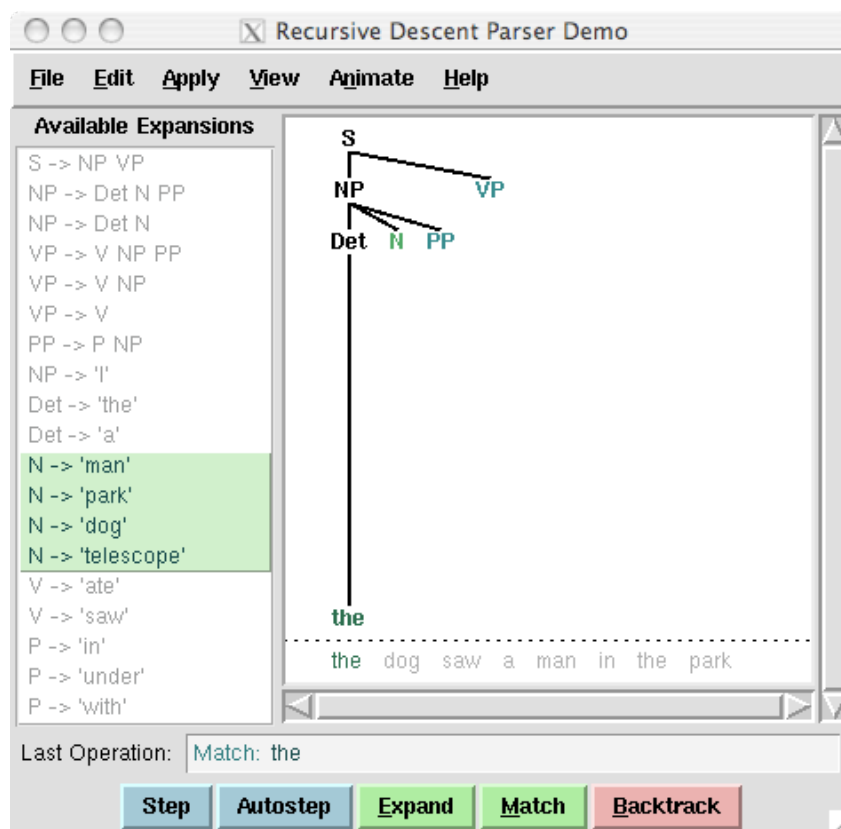 Recursive Descent Parser Demo
File Edit Apply View Animate Help
Available Expansions
S -> NP VP
NP -> Det N PP
NP -> Det N
VP -> V NP PP
VP -> V NP
VP -> V
PP -> P NP
NP -> 'I'
Det -> 'the'
Det -> 'a'
N -> 'man'
N -> 'park'
N -> 'dog'
N -> 'telescope'
V -> 'ate'
V -> 'saw'
P -> 'in'
P -> 'under'
P -> 'with'
S
NP VP
Det N PP
the
the dog saw a man in the park
Last Operation: Match: the
Step Autostep Expand Match Backtrack